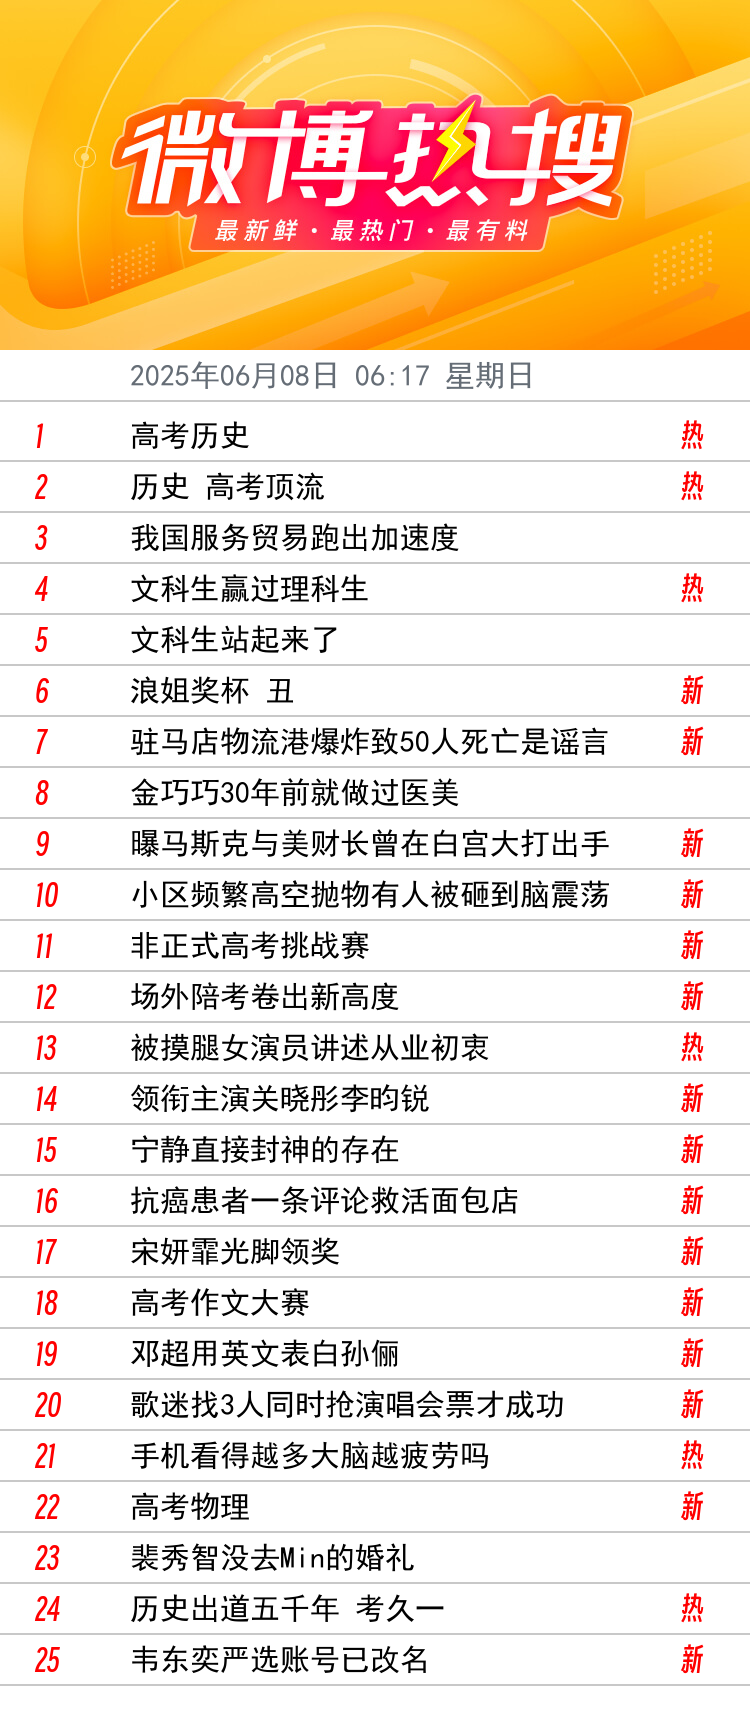 微博热搜
最新鲜·最热门·最有料
2025年06月08日 06:17 星期日
1 高考历史 热
2 历史 高考顶流 热
3 我国服务贸易跑出加速度
4 文科生赢过理科生 热
5 文科生站起来了
6 浪姐奖杯 丑 新
7 驻马店物流港爆炸致50人死亡是谣言 新
8 金巧巧30年前就做过医美
9 曝马斯克与美财长曾在白宫大打出手 新
10 小区频繁高空抛物有人被砸到脑震荡 新
11 非正式高考挑战赛 新
12 场外陪考卷出新高度 新
13 被摸腿女演员讲述从业初衷 热
14 领衔主演关晓彤李昀锐 新
15 宁静直接封神的存在 新
16 抗癌患者一条评论救活面包店 新
17 宋妍霏光脚领奖 新
18 高考作文大赛 新
19 邓超用英文表白孙俪 新
20 歌迷找3人同时抢演唱会票才成功 新
21 手机看得越多大脑越疲劳吗 热
22 高考物理 新
23 裴秀智没去Min的婚礼
24 历史出道五千年 考久一 热
25 韦东奕严选账号已改名 新